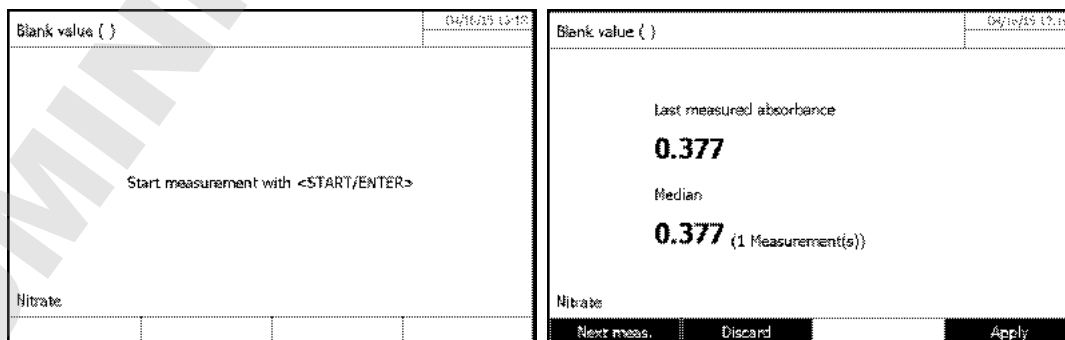 Blank value ( )
Start measurement with <START/ENTER>
Nitrate
Blank value ( )
Last measured absorbance
0.377
Median
0.377 (1 Measurement(s))
Nitrate
Next meas. Discard Apply